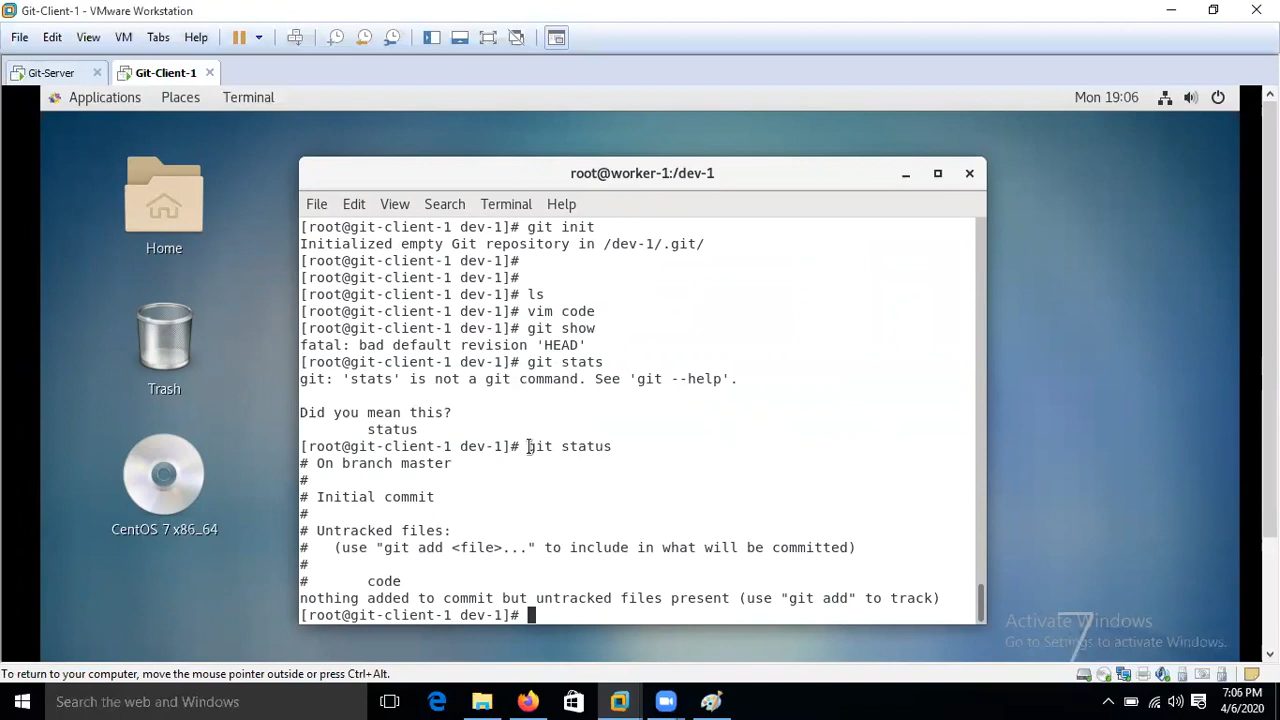 Git-Client-1 - VMware Workstation
File Edit View VM Tabs Help
Git-Server Git-Client-1
Applications Places Terminal Mon 19:06
root@worker-1:/dev-1
File Edit View Search Terminal Help
[root@git-client-1 dev-1]# git init
Initialized empty Git repository in /dev-1/.git/
[root@git-client-1 dev-1]#
[root@git-client-1 dev-1]#
[root@git-client-1 dev-1]# ls
[root@git-client-1 dev-1]# vim code
[root@git-client-1 dev-1]# git show
fatal: bad default revision 'HEAD'
[root@git-client-1 dev-1]# git stats
git: 'stats' is not a git command. See 'git --help'.
Did you mean this?
status
[root@git-client-1 dev-1]# git status
# On branch master
#
# Initial commit
#
# Untracked files:
#   (use "git add <file>..." to include in what will be committed)
#
#       code
nothing added to commit but untracked files present (use "git add" to track)
[root@git-client-1 dev-1]#
Home
Trash
CentOS 7 x86_64
7
Activate Windows
Go to Settings to activate Windows.
To return to your computer, move the mouse pointer outside or press Ctrl+Alt.
Search the web and Windows
7:06 PM
4/6/2020